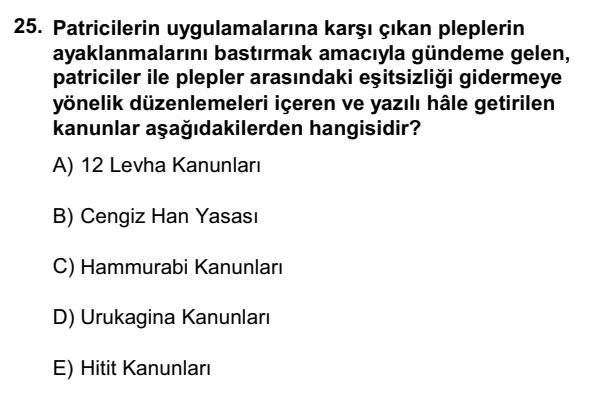 25. Patricilerin uygulamalarına karşı çıkan pleplerin
ayaklanmalarını bastırmak amacıyla gündeme gelen,
patriciler ile plepler arasındaki eşitsizliği gidermeye
yönelik düzenlemeleri içeren ve yazılı hâle getirilen
kanunlar aşağıdakilerden hangisidir?
A) 12 Levha Kanunları
B) Cengiz Han Yasası
C) Hammurabi Kanunları
D) Urukagina Kanunları
E) Hitit Kanunları